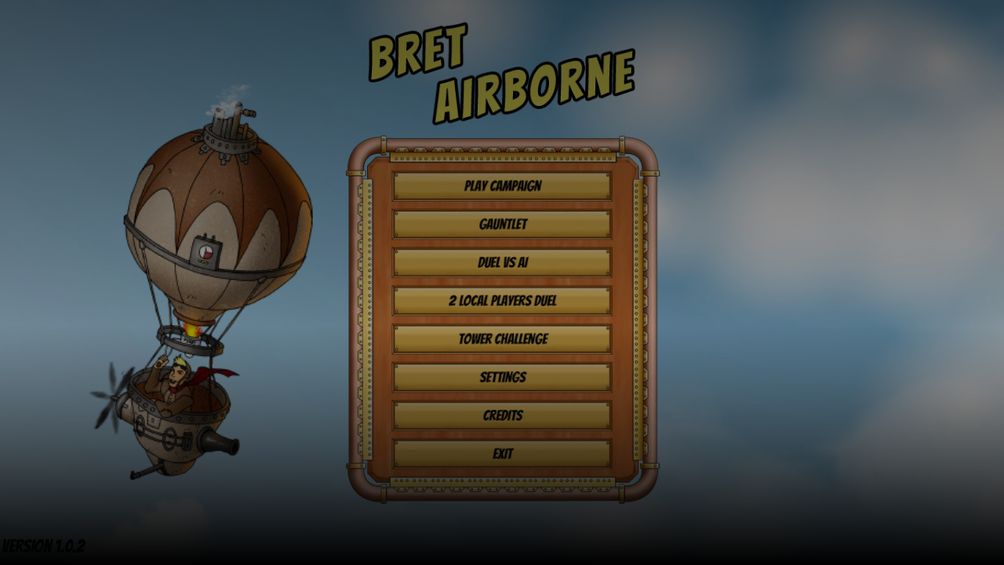 BRET
AIRBORNE
PLAY CAMPAIGN
GAUNTLET
DUEL VS AI
2 LOCAL PLAYERS DUEL
TOWER CHALLENGE
SETTINGS
CREDITS
EXIT
VERSION 1.0.2